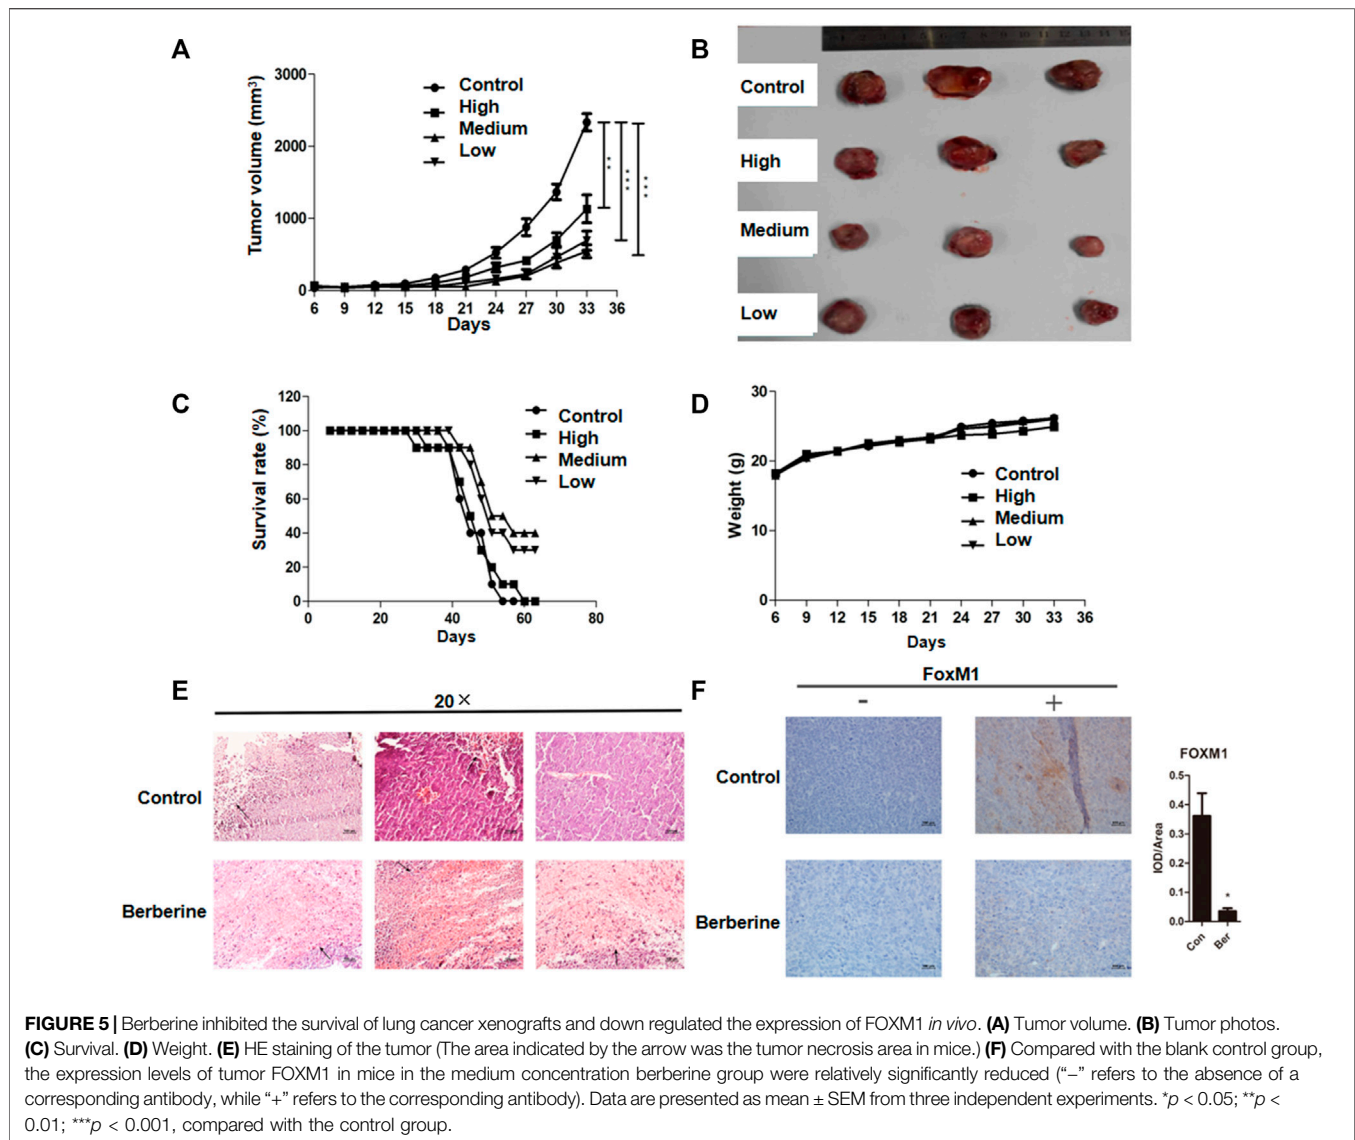 A
Tumor volume (mm³)
3000
2000
1000
0
6 9 12 15 18 21 24 27 30 33 36
Days
Control
High
Medium
Low
**
***
***
B
Control
High
Medium
Low
C
Survival rate (%)
120
100
80
60
40
20
0
0 20 40 60 80
Days
Control
High
Medium
Low
D
Weight (g)
30
20
10
0
6 9 12 15 18 21 24 27 30 33 36
Days
Control
High
Medium
Low
E
20×
Control
Berberine
F
FoxM1
- +
Control
Berberine
FOXM1
IOD/Area
0.5
0.4
0.3
0.2
0.1
0.0
*
Con Ber
FIGURE 5 | Berberine inhibited the survival of lung cancer xenografts and down regulated the expression of FOXM1 in vivo. (A) Tumor volume. (B) Tumor photos.
(C) Survival. (D) Weight. (E) HE staining of the tumor (The area indicated by the arrow was the tumor necrosis area in mice.) (F) Compared with the blank control group,
the expression levels of tumor FOXM1 in mice in the medium concentration berberine group were relatively significantly reduced (“−” refers to the absence of a
corresponding antibody, while “+” refers to the corresponding antibody). Data are presented as mean ± SEM from three independent experiments. *p < 0.05; **p <
0.01; ***p < 0.001, compared with the control group.